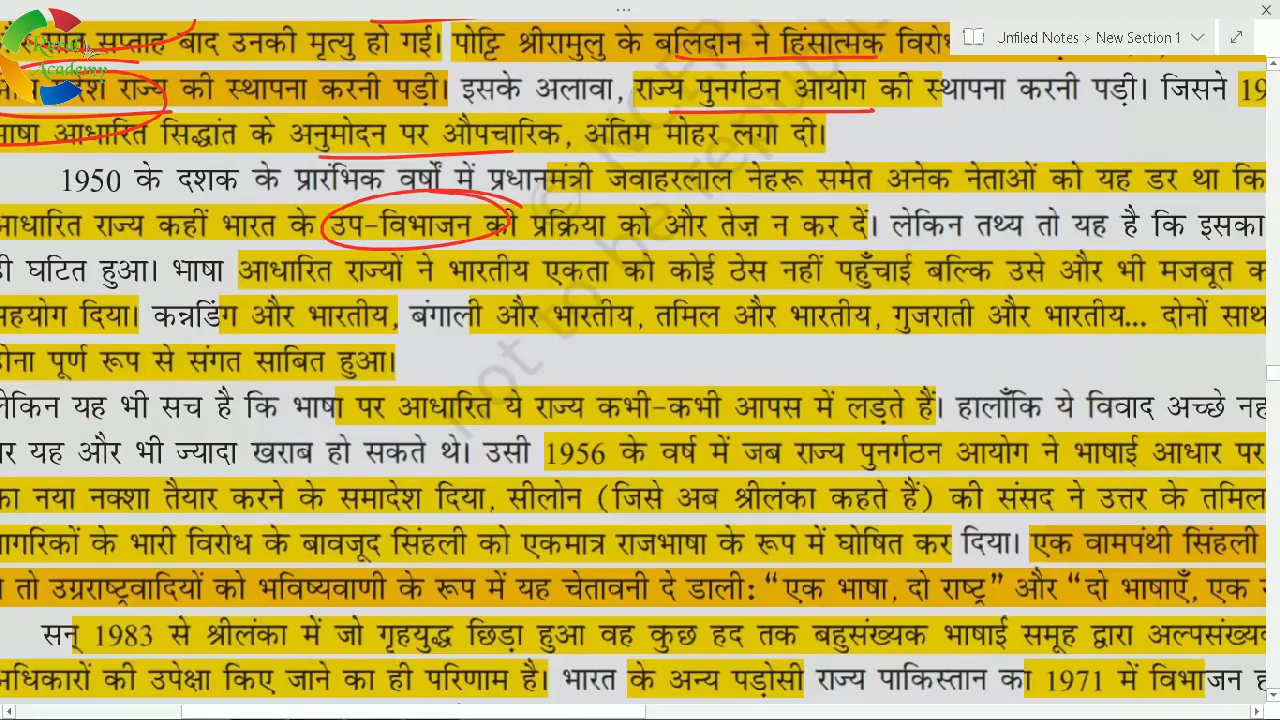 Unfiled Notes > New Section 1
Academy
सप्ताह बाद उनकी मृत्यु हो गई। पोट्टि श्रीरामुलु के बलिदान ने हिंसात्मक विरोध
राज्य की स्थापना करनी पड़ी। इसके अलावा, राज्य पुनर्गठन आयोग की स्थापना करनी पड़ी। जिसने
भाषा आधारित सिद्धांत के अनुमोदन पर औपचारिक, अंतिम मोहर लगा दी।
1950 के दशक के प्रारंभिक वर्षों में प्रधानमंत्री जवाहरलाल नेहरू समेत अनेक नेताओं को यह डर था कि
आधारित राज्य कहीं भारत के उप-विभाजन की प्रक्रिया को और तेज़ न कर दें। लेकिन तथ्य तो यह है कि इसका
ही घटित हुआ। भाषा आधारित राज्यों ने भारतीय एकता को कोई ठेस नहीं पहुँचाई बल्कि उसे और भी मजबूत
सहयोग दिया। कन्नडिंग और भारतीय, बंगाली और भारतीय, तमिल और भारतीय, गुजराती और भारतीय... दोनों साथ
होना पूर्ण रूप से संगत साबित हुआ।
लेकिन यह भी सच है कि भाषा पर आधारित ये राज्य कभी-कभी आपस में लड़ते हैं। हालाँकि ये विवाद अच्छे
पर यह और भी ज्यादा खराब हो सकते थे। उसी 1956 के वर्ष में जब राज्य पुनर्गठन आयोग ने भाषाई आधार पर
का नया नक्शा तैयार करने के समादेश दिया, सीलोन (जिसे अब श्रीलंका कहते हैं) की संसद ने उत्तर के तमिल
नागरिकों के भारी विरोध के बावजूद सिंहली को एकमात्र राजभाषा के रूप में घोषित कर दिया। एक वामपंथी सिंहली
तो उग्रराष्ट्रवादियों को भविष्यवाणी के रूप में यह चेतावनी दे डाली: “एक भाषा, दो राष्ट्र” और “दो भाषाएँ, एक
सन् 1983 से श्रीलंका में जो गृहयुद्ध छिड़ा हुआ वह कुछ हद तक बहुसंख्यक भाषाई समूह द्वारा
अधिकारों की उपेक्षा किए जाने का ही परिणाम है। भारत के अन्य पड़ोसी राज्य पाकिस्तान का 1971 में विभाजन